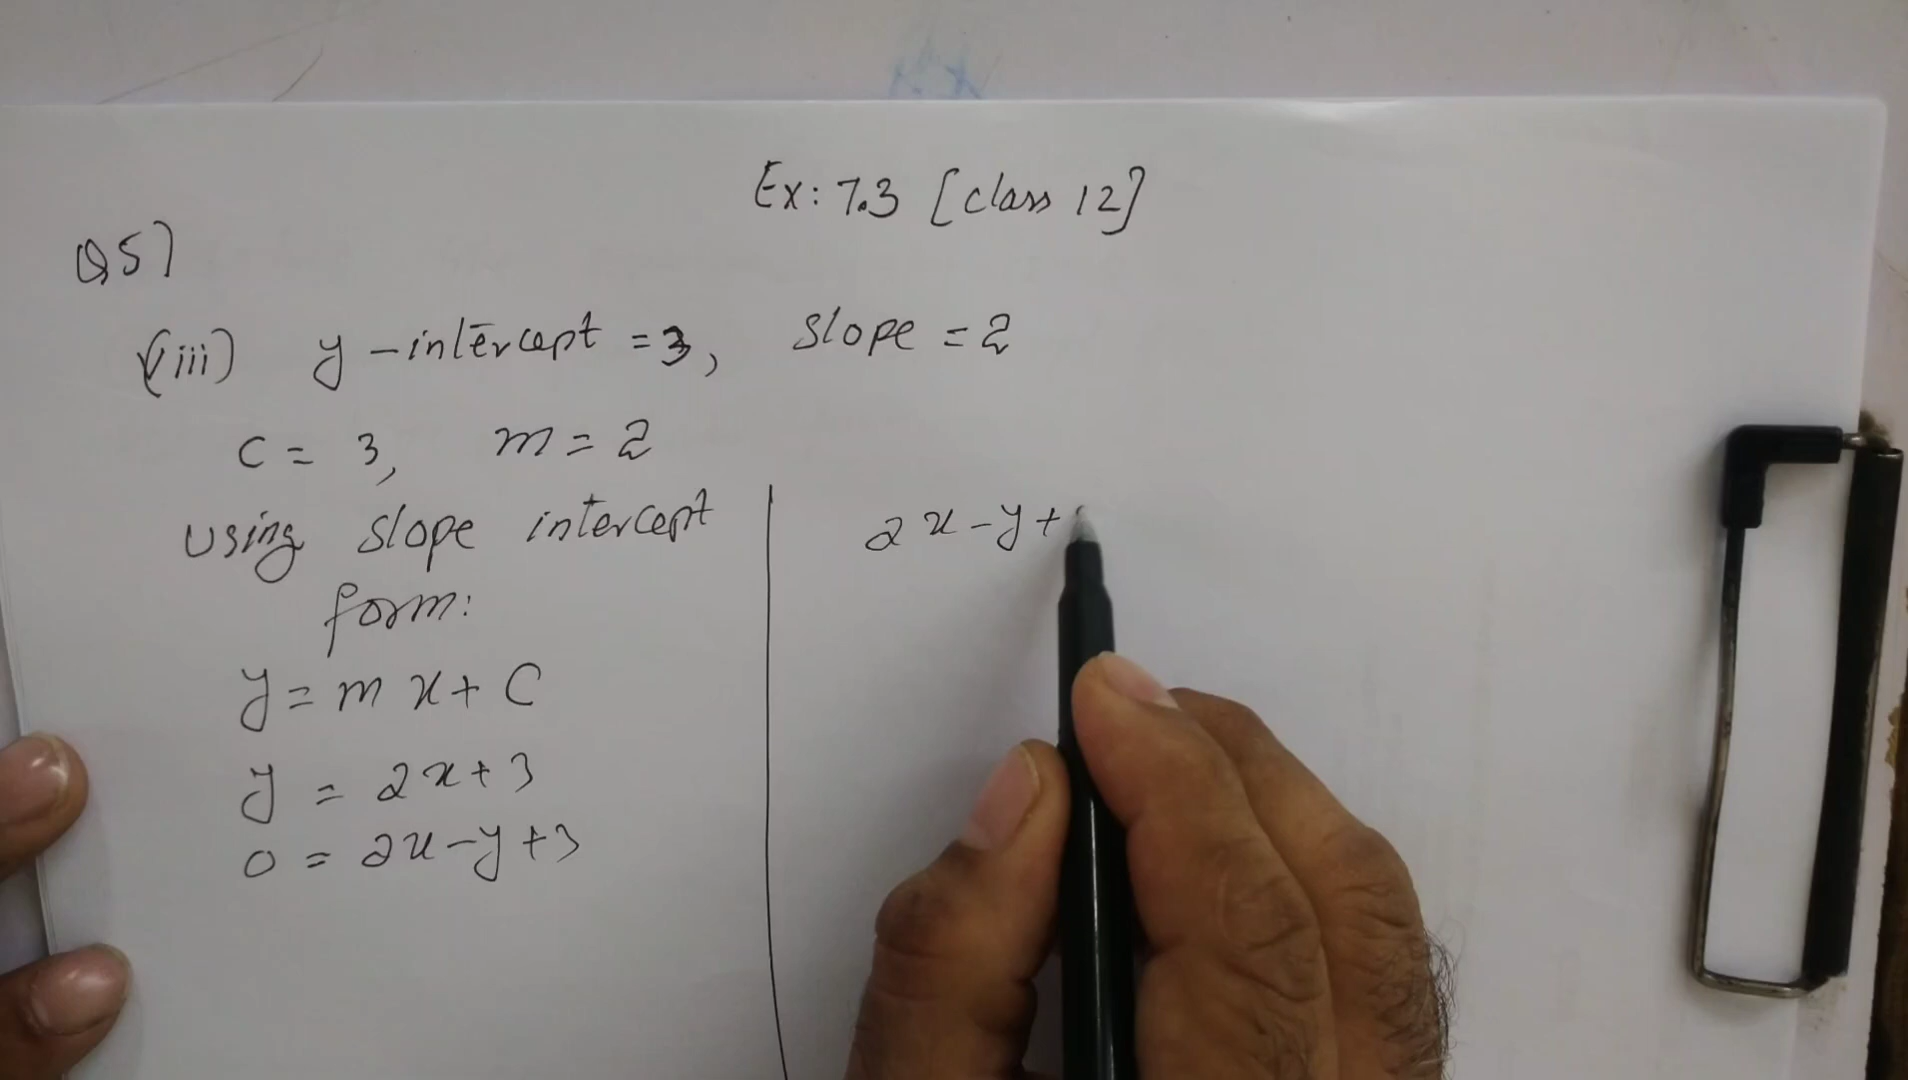 Ex: 7.3 [class 12]
Q5)
(viii) y-intercept = 3, Slope = 2
C = 3, m = 2
Using slope intercept
form:
y = mx + C
y = 2x + 3
0 = 2x - y + 3
2x - y +